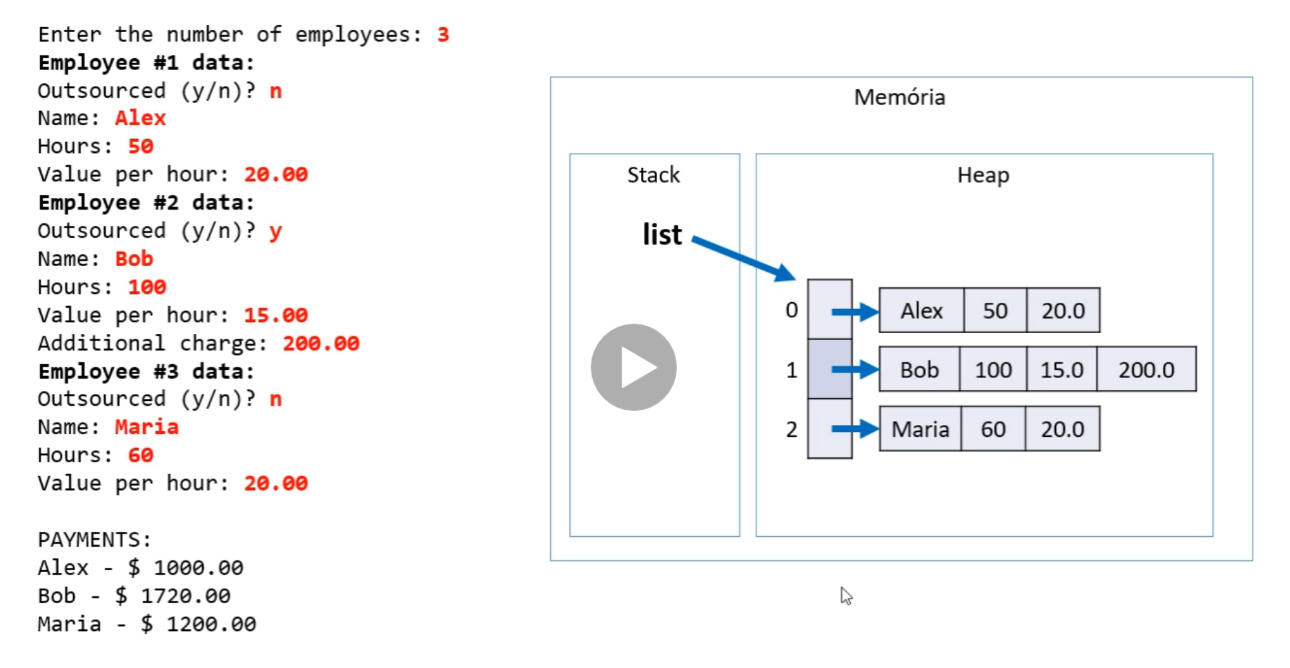 Enter the number of employees: 3
Employee #1 data:
Outsourced (y/n)? n
Name: Alex
Hours: 50
Value per hour: 20.00
Employee #2 data:
Outsourced (y/n)? y
Name: Bob
Hours: 100
Value per hour: 15.00
Additional charge: 200.00
Employee #3 data:
Outsourced (y/n)? n
Name: Maria
Hours: 60
Value per hour: 20.00
PAYMENTS:
Alex - $ 1000.00
Bob - $ 1720.00
Maria - $ 1200.00
Memória
Stack
Heap
list
0 Alex 50 20.0
1 Bob 100 15.0 200.0
2 Maria 60 20.0